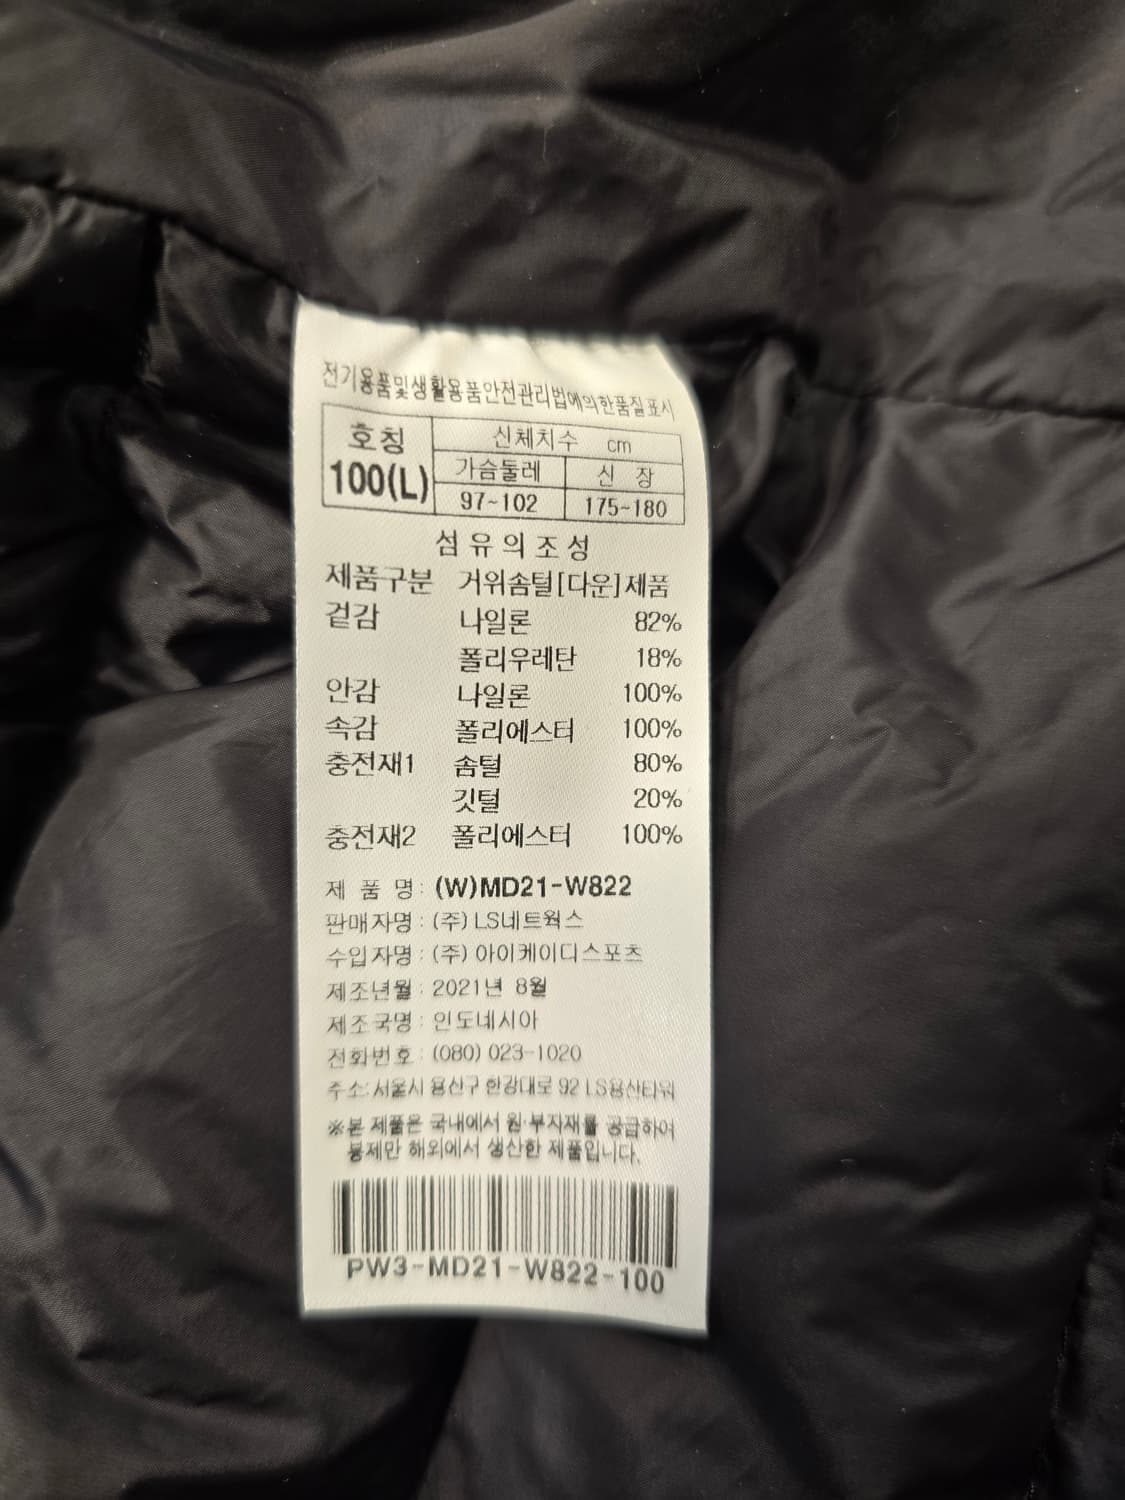 전기용품및생활용품안전관리법에의한품질표시
호칭 신체치수 cm
100(L) 가슴둘레 신 장
97~102 175~180
섬유의조성
제품구분 거위솜털[다운]제품
겉감 나일론 82%
폴리우레탄 18%
안감 나일론 100%
속감 폴리에스터 100%
충전재1 솜털 80%
깃털 20%
충전재2 폴리에스터 100%
제 품 명: (W)MD21-W822
판매자명: (주) LS네트웍스
수입자명: (주) 아이케이디스포츠
제조년월: 2021년 8월
제조국명: 인도네시아
전화번호: (080) 023-1020
주소:서울시 용산구 한강대로 92 LS용산타워
※본 제품은 국내에서 원·부자재를 공급하여
봉제만 해외에서 생산한 제품입니다.
PW3-MD21-W822-100